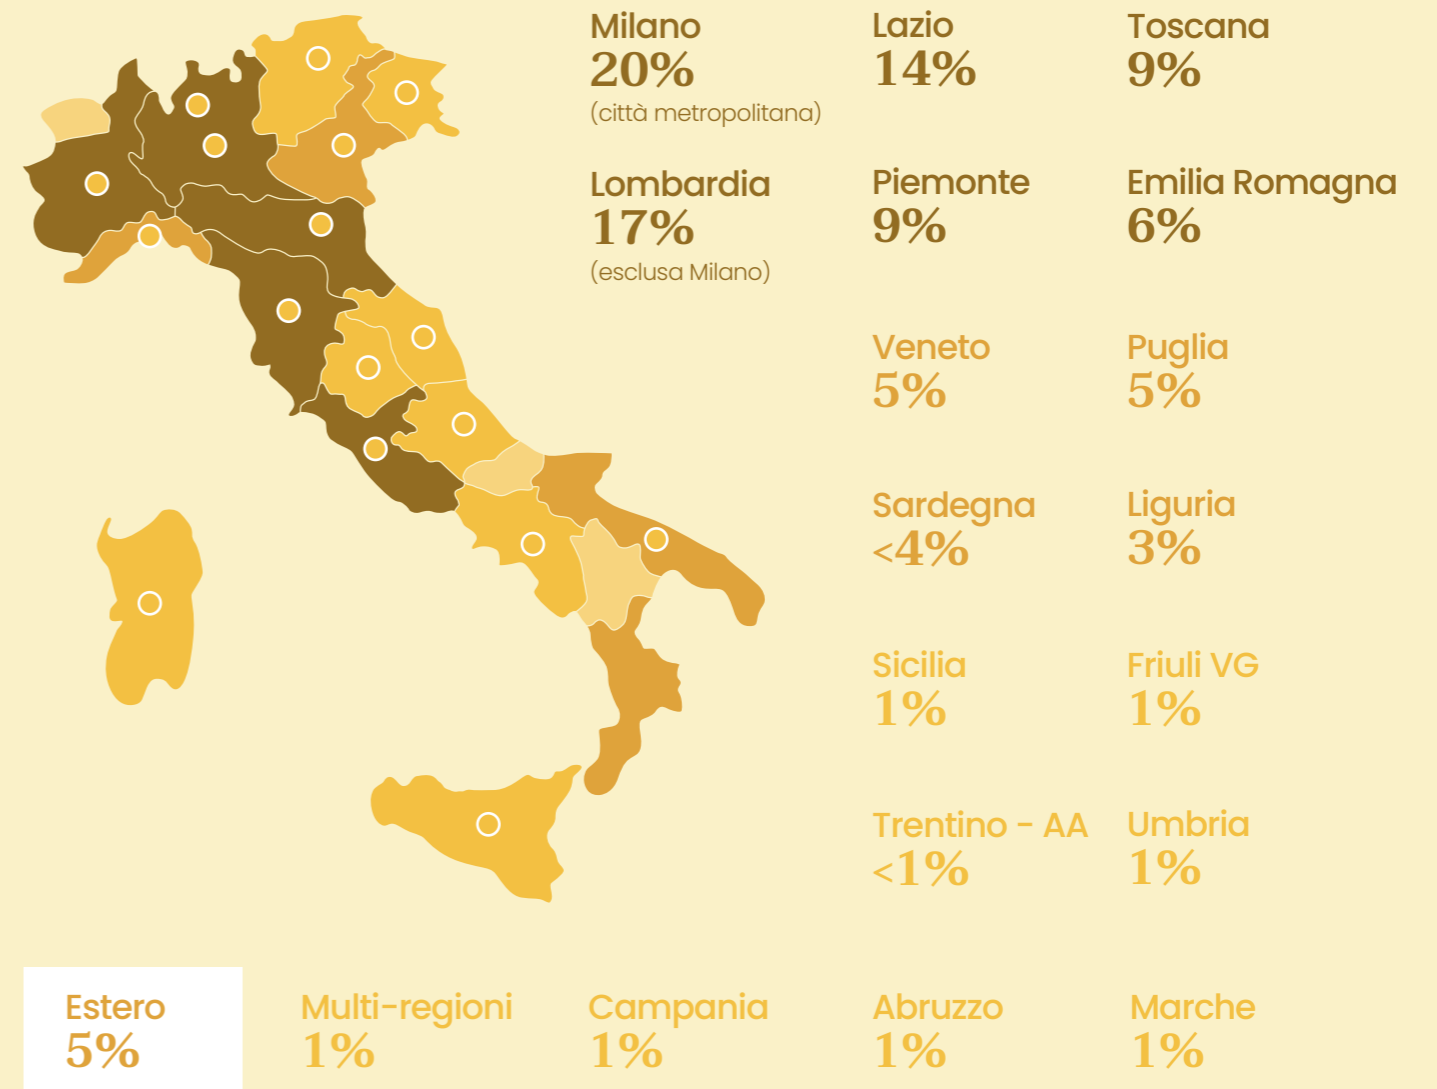 Milano
20%
(città metropolitana)
Lazio
14%
Toscana
9%
Lombardia
17%
(esclusa Milano)
Piemonte
9%
Emilia Romagna
6%
Veneto
5%
Puglia
5%
Sardegna
<4%
Liguria
3%
Sicilia
1%
Friuli VG
1%
Trentino - AA
<1%
Umbria
1%
Estero
5%
Multi-regioni
1%
Campania
1%
Abruzzo
1%
Marche
1%